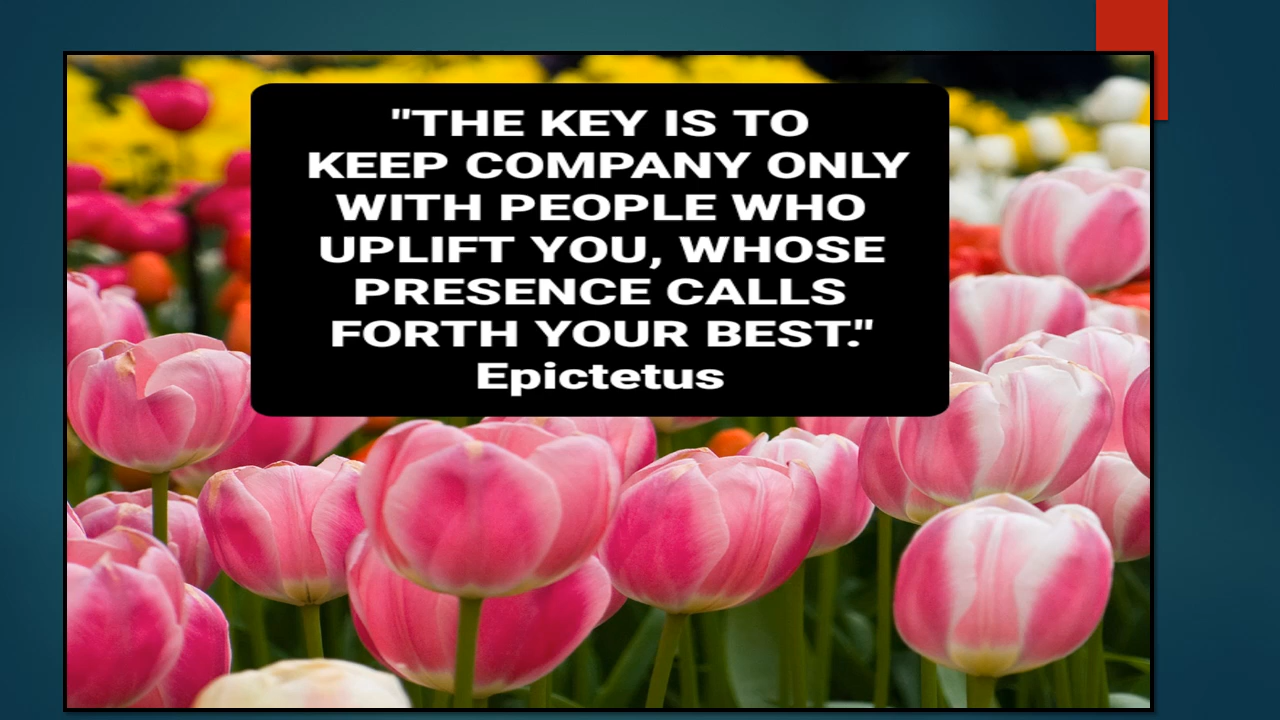 "THE KEY IS TO
KEEP COMPANY ONLY
WITH PEOPLE WHO
UPLIFT YOU, WHOSE
PRESENCE CALLS
FORTH YOUR BEST."
Epictetus